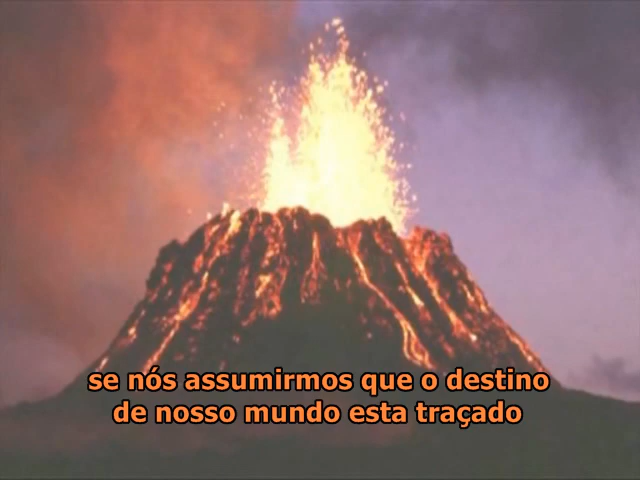 se nós assumirmos que o destino
de nosso mundo esta traçado